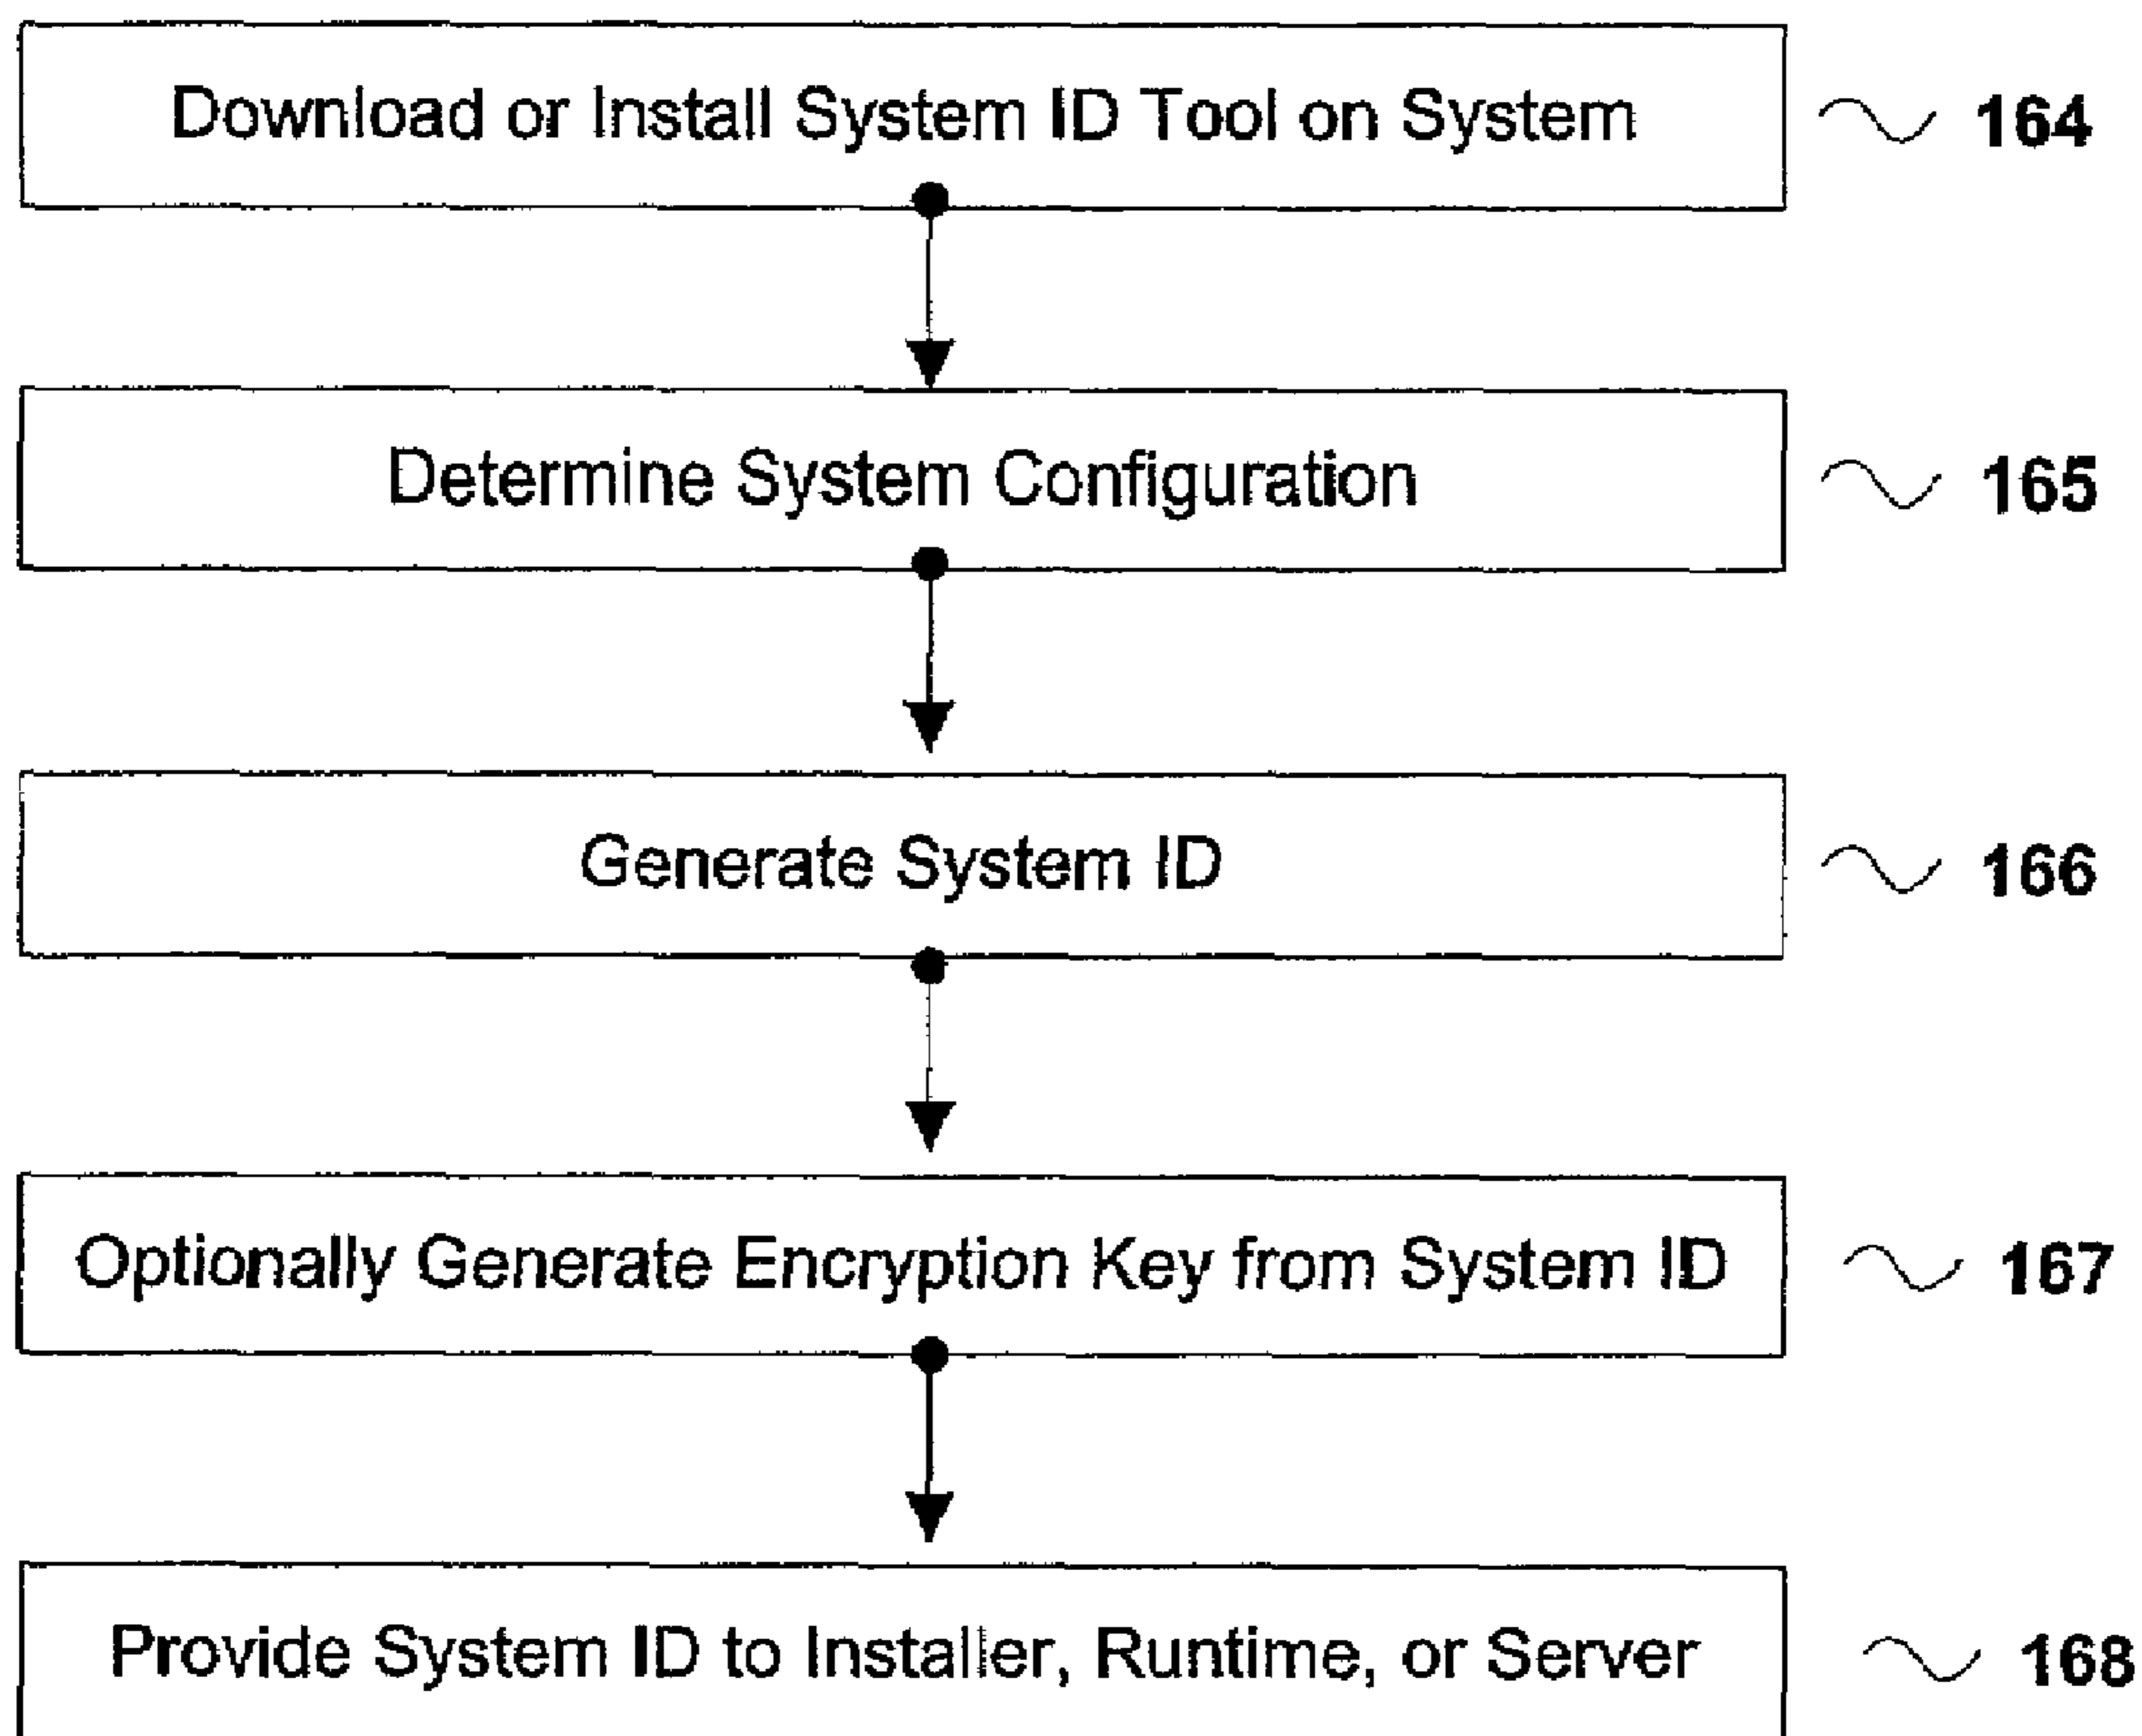 Download or Install System ID Tool on System 164
Determine System Configuration 165
Generate System ID 166
Optionally Generate Encryption Key from System ID 167
Provide System ID to Installer, Runtime, or Server 168